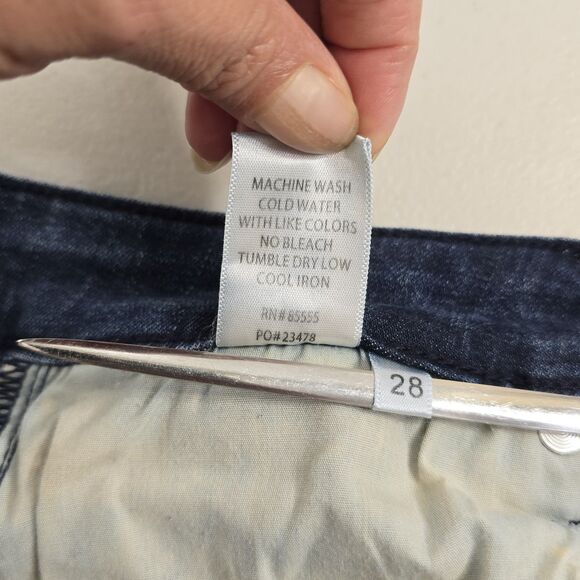 MACHINE WASH
COLD WATER
WITH LIKE COLORS
NO BLEACH
TUMBLE DRY LOW
COOL IRON
RN# 85555
PO#23478
28